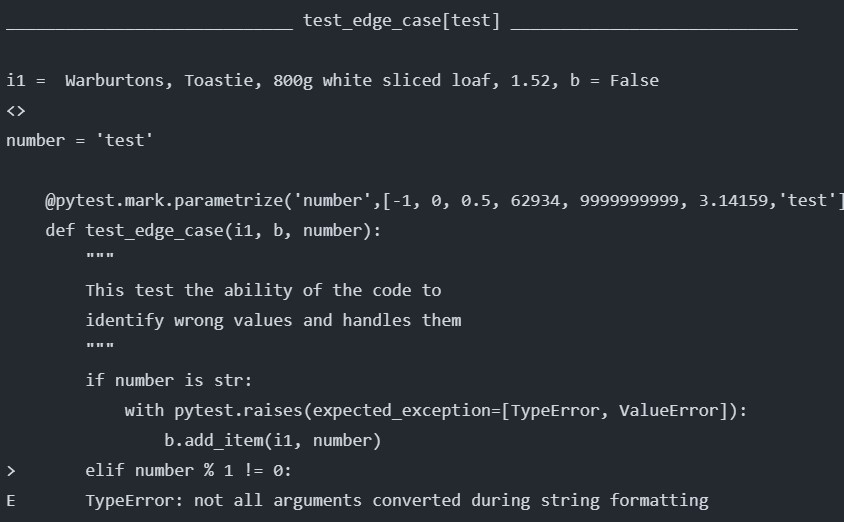 _____________________________ test_edge_case[test] _____________________________
i1 =  Warburtons, Toastie, 800g white sliced loaf, 1.52, b = False
<>
number = 'test'
    @pytest.mark.parametrize('number',[-1, 0, 0.5, 62934, 9999999999, 3.14159,'test']
    def test_edge_case(i1, b, number):
        """
        This test the ability of the code to
        identify wrong values and handles them
        """
        if number is str:
            with pytest.raises(expected_exception=[TypeError, ValueError]):
                b.add_item(i1, number)
>       elif number % 1 != 0:
E       TypeError: not all arguments converted during string formatting